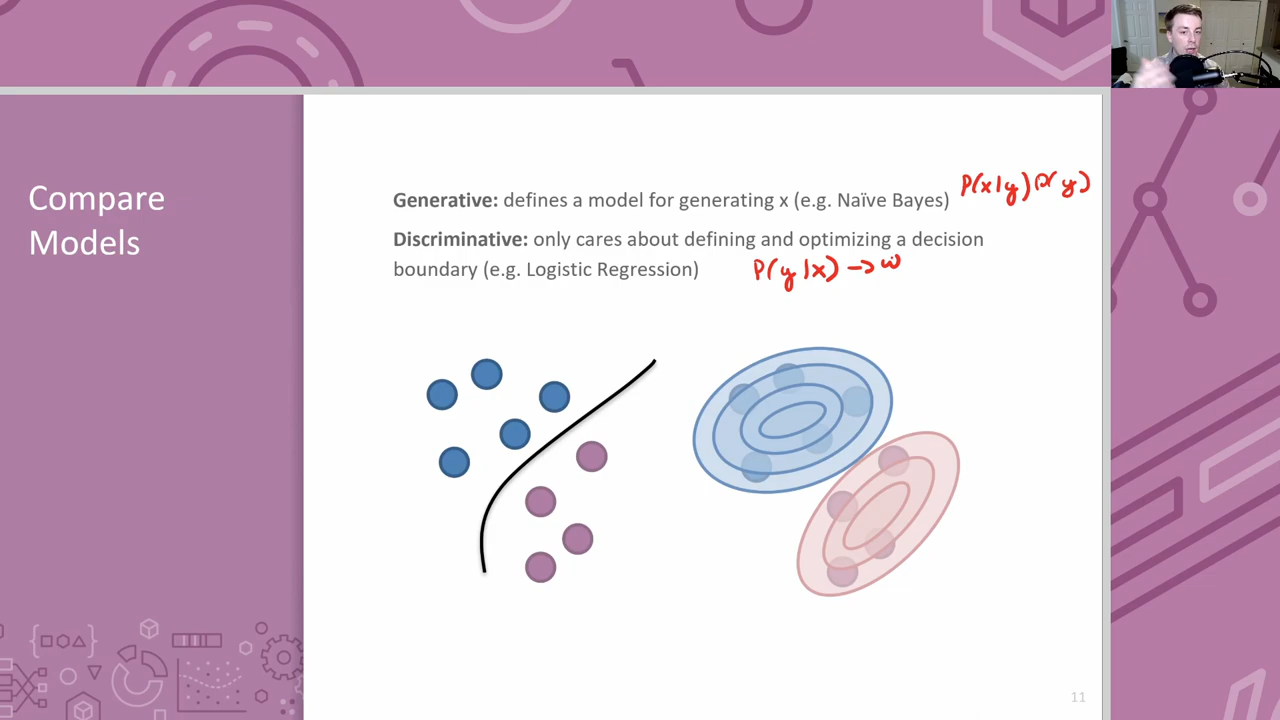 Compare
Models
Generative: defines a model for generating x (e.g. Naïve Bayes) P(x|y)P(y)
Discriminative: only cares about defining and optimizing a decision
boundary (e.g. Logistic Regression) P(y|x) → w
11